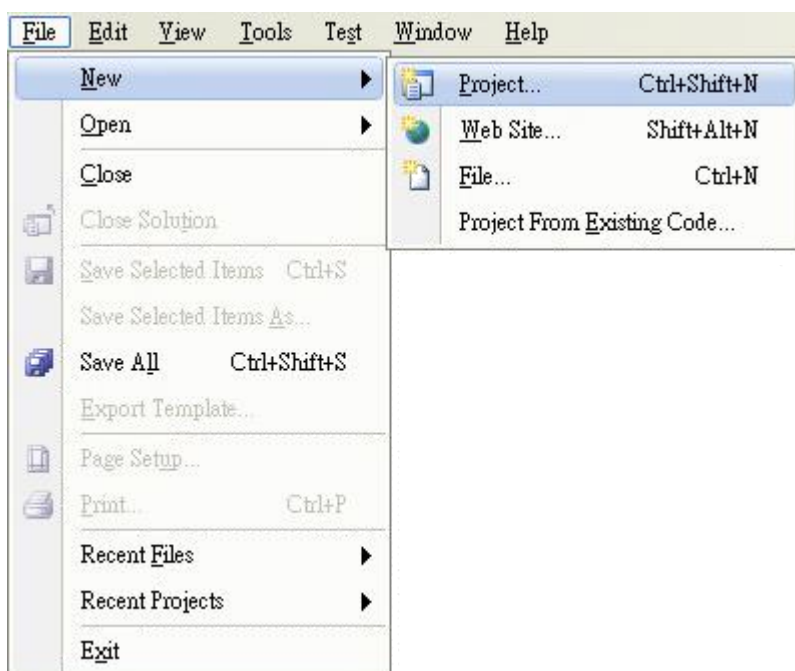 File Edit View Tools Test Window Help
New
Open
Close
Close Solution
Save Selected Items Ctrl+S
Save Selected Items As...
Save All Ctrl+Shift+S
Export Template...
Page Setup...
Print... Ctrl+P
Recent Files
Recent Projects
Exit
Project... Ctrl+Shift+N
Web Site... Shift+Alt+N
File... Ctrl+N
Project From Existing Code...